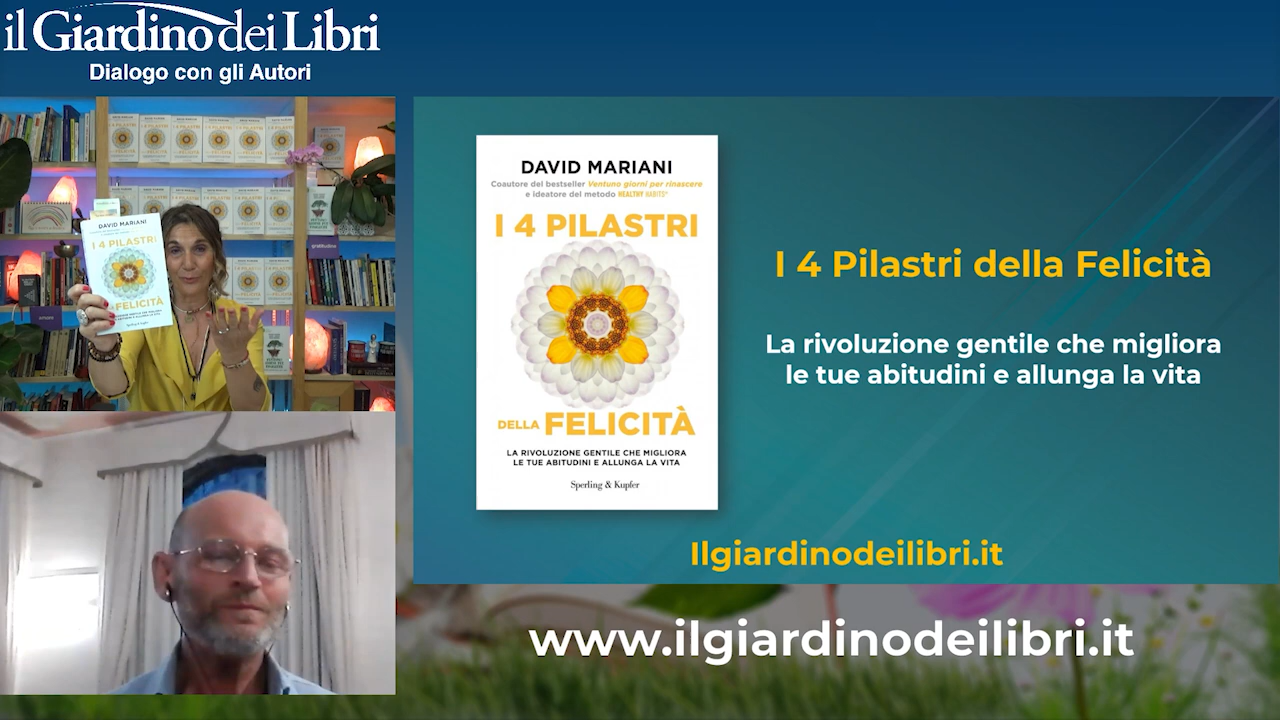 il Giardino dei Libri
Dialogo con gli Autori
DAVID MARIANI
I 4 PILASTRI
FELICITÀ
gratitudine
amore
DAVID MARIANI
Coautore del bestseller Ventuno giorni per rinascere
e ideatore del metodo HEALTHY HABITS®
I 4 PILASTRI
DELLA FELICITÀ
LA RIVOLUZIONE GENTILE CHE MIGLIORA
LE TUE ABITUDINI E ALLUNGA LA VITA
Sperling & Kupfer
I 4 Pilastri della Felicità
La rivoluzione gentile che migliora
le tue abitudini e allunga la vita
Ilgiardinodeilibri.it
www.ilgiardinodeilibri.it